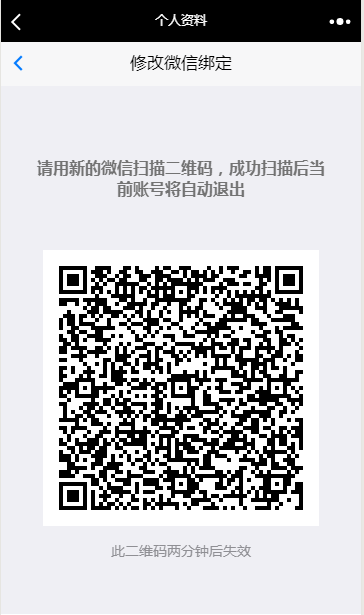 个人资料
修改微信绑定
请用新的微信扫描二维码，成功扫描后当
前账号将自动退出
此二维码两分钟后失效